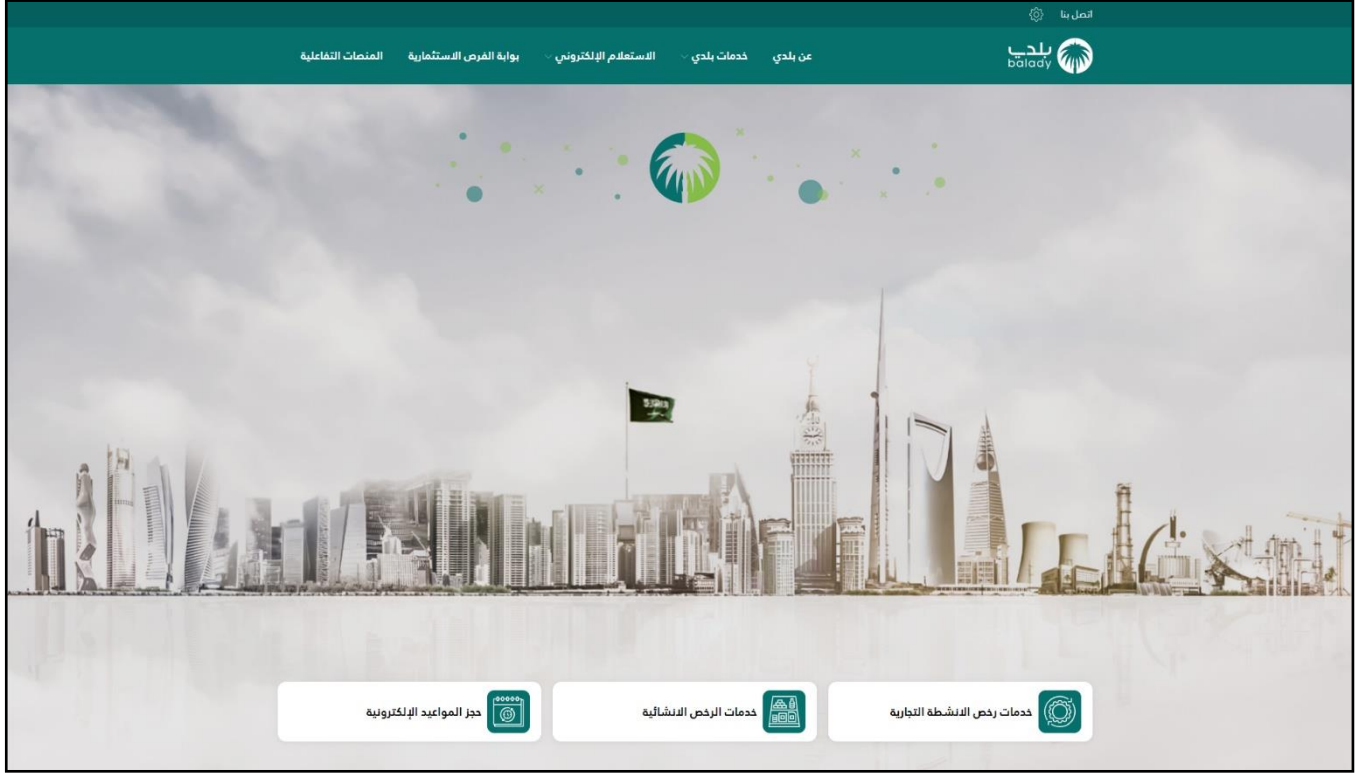 اتصل بنا
بلدي
balady
عن بلدي
خدمات بلدي
الاستعلام الإلكتروني
بوابة الفرص الاستثمارية
المنصات التفاعلية
خدمات رخص الانشطة التجارية
خدمات الرخص الانشائية
حجز المواعيد الإلكترونية